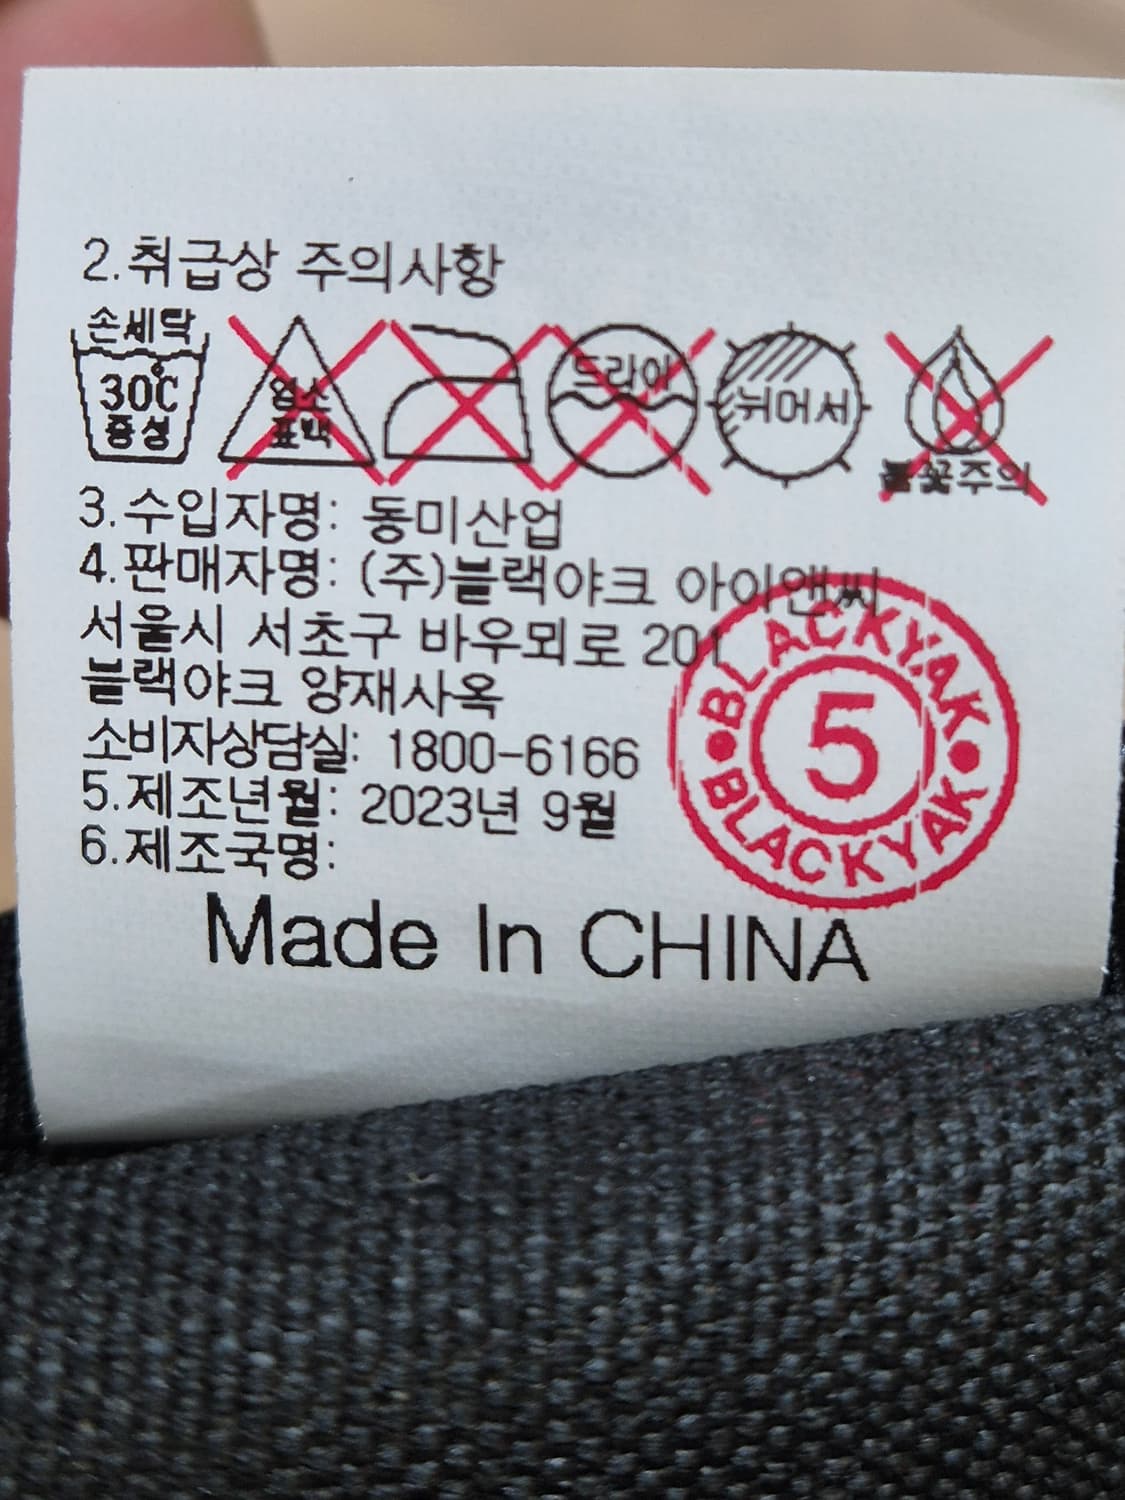 2.취급상 주의사항
손세탁
30℃
중성
염소
표백
드라이
뉘어서
불꽃주의
3.수입자명: 동미산업
4.판매자명: (주)블랙야크 아이앤씨
서울시 서초구 바우뫼로 201
블랙야크 양재사옥
소비자상담실: 1800-6166
5.제조년월: 2023년 9월
6.제조국명:
Made In CHINA
BLACKYAK
5
BLACKYAK